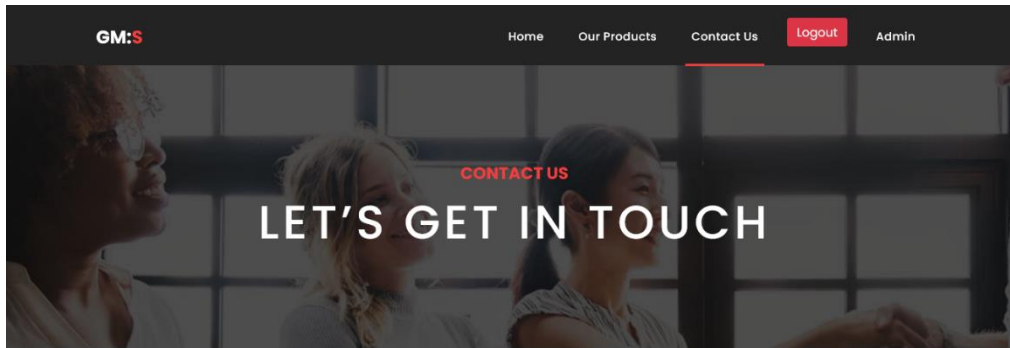 GM:S Home Our Products Contact Us Logout Admin
CONTACT US
LET’S GET IN TOUCH